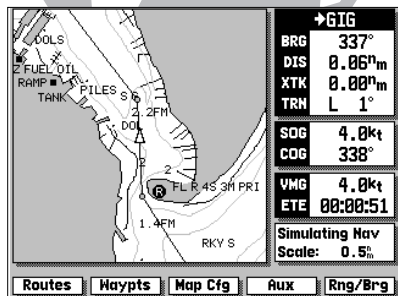 DOLS
Z FUEL OIL
RAMP
TANK
PILES S
2.2FM
DOL
2
2
R
FL R 4S 3M PRI
1.4FM
RKY S
➔GIG
BRG 337°
DIS 0.06nm
XTK 0.00nm
TRN L 1°
SOG 4.0kt
COG 338°
VMG 4.0kt
ETE 00:00:51
Simulating Nav
Scale: 0.5nm
Routes Waypts Map Cfg Aux Rng/Brg